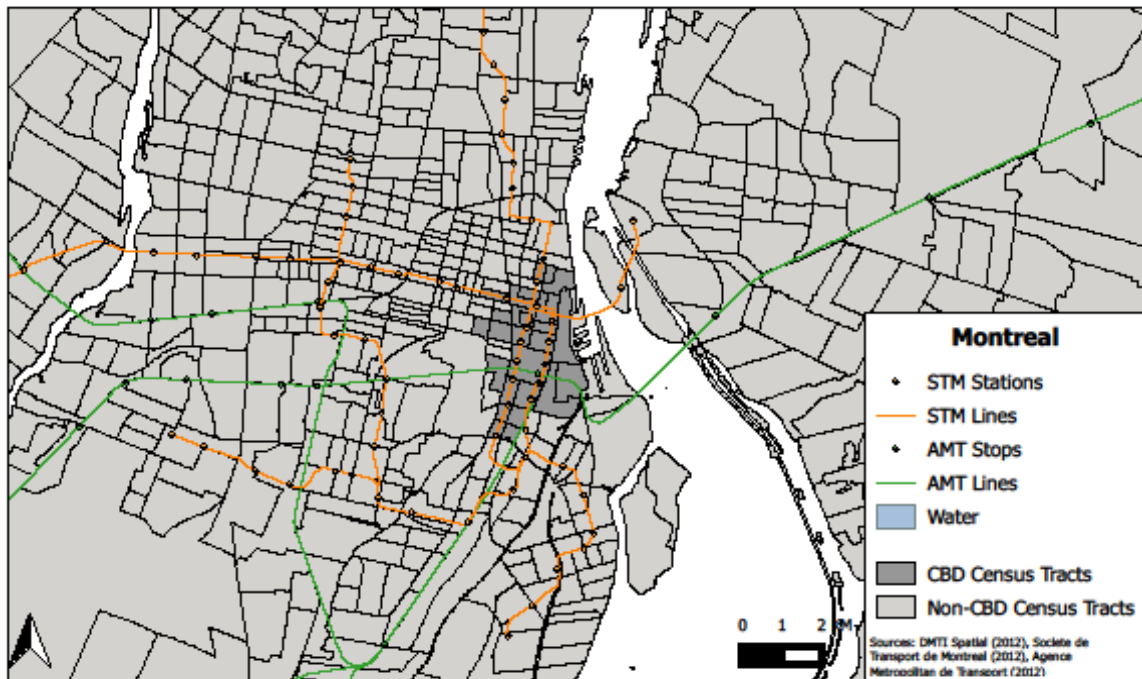 Montreal
STM Stations
STM Lines
AMT Stops
AMT Lines
Water
CBD Census Tracts
Non-CBD Census Tracts
0 1 2
Sources: DMTI Spatial (2012), Societe de
Transport de Montreal (2012), Agence
Metropolitan de Transport (2012)